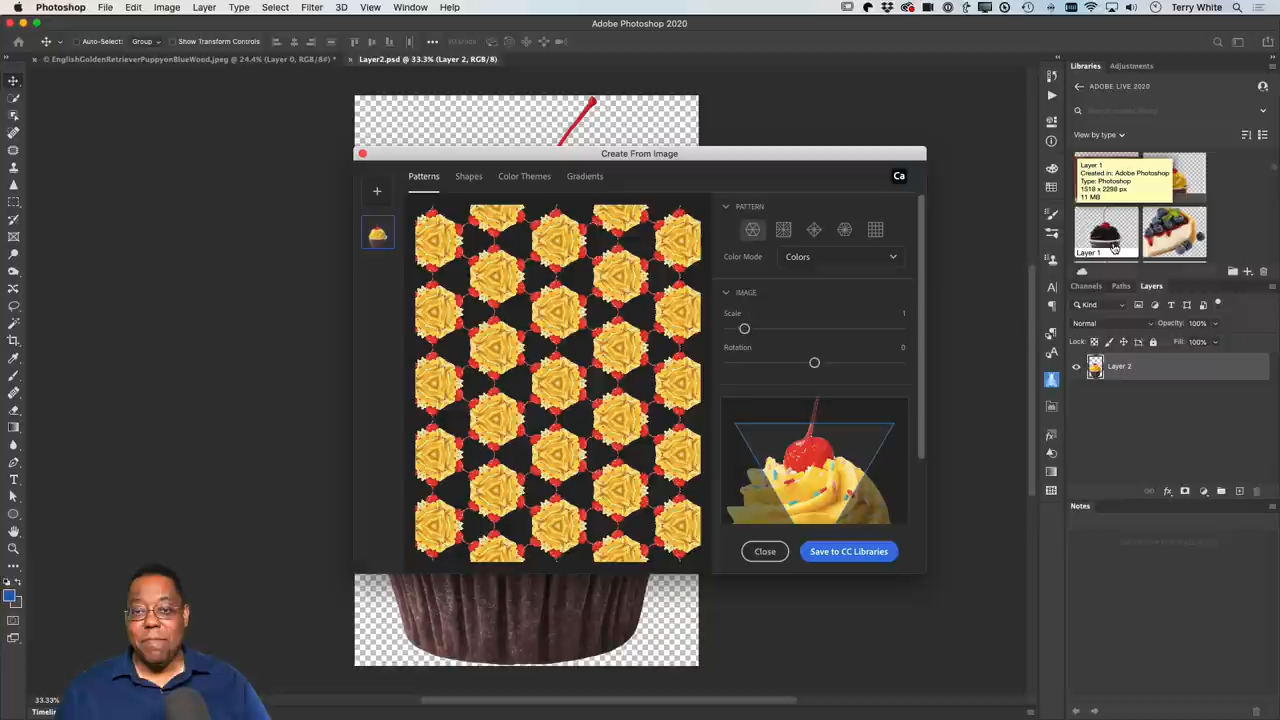 Photoshop File Edit Image Layer Type Select Filter 3D View Window Help Terry White
Adobe Photoshop 2020
Auto-Select: Group Show Transform Controls
© EnglishGoldenRetrieverPuppyonBlueWood.jpeg @ 24.4% (Layer 0, RGB/8#) *
Layer2.psd @ 33.3% (Layer 2, RGB/8)
Libraries Adjustments
ADOBE LIVE 2020
View by type
Layer 1
Created in: Adobe Photoshop
Type: Photoshop
1518 x 2298 px
11 MB
Layer 1
Create From Image
Patterns Shapes Color Themes Gradients
Ca
PATTERN
Color Mode Colors
IMAGE
Scale 1
Rotation 0
Close Save to CC Libraries
Channels Paths Layers
Kind
Normal Opacity: 100%
Lock: Fill: 100%
Layer 2
fx
Notes
33.33%
Timelin